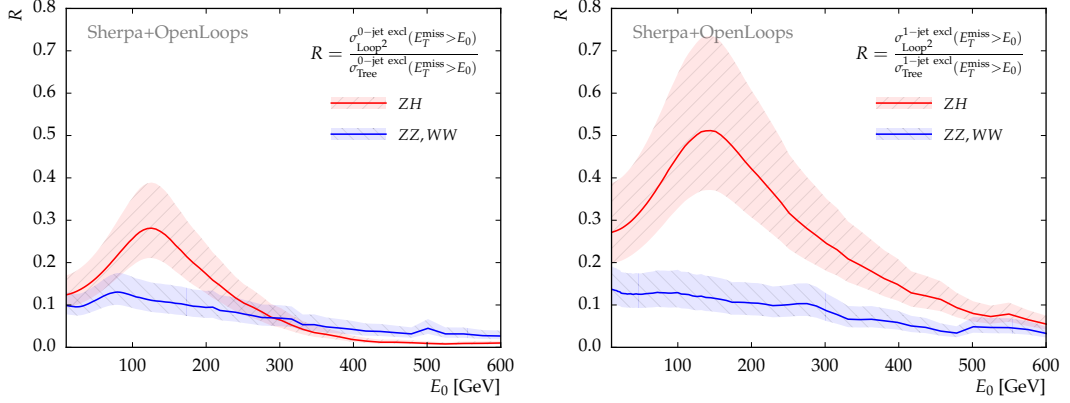 R
Sherpa+OpenLoops
R = σ^{0−jet excl}_{Loop²}(E_T^{miss}>E_0) / σ^{0−jet excl}_{Tree}(E_T^{miss}>E_0)
ZH
ZZ, WW
0.8
0.7
0.6
0.5
0.4
0.3
0.2
0.1
0.0
100 200 300 400 500 600
E_0 [GeV]
R
Sherpa+OpenLoops
R = σ^{1−jet excl}_{Loop²}(E_T^{miss}>E_0) / σ^{1−jet excl}_{Tree}(E_T^{miss}>E_0)
ZH
ZZ, WW
0.8
0.7
0.6
0.5
0.4
0.3
0.2
0.1
0.0
100 200 300 400 500 600
E_0 [GeV]